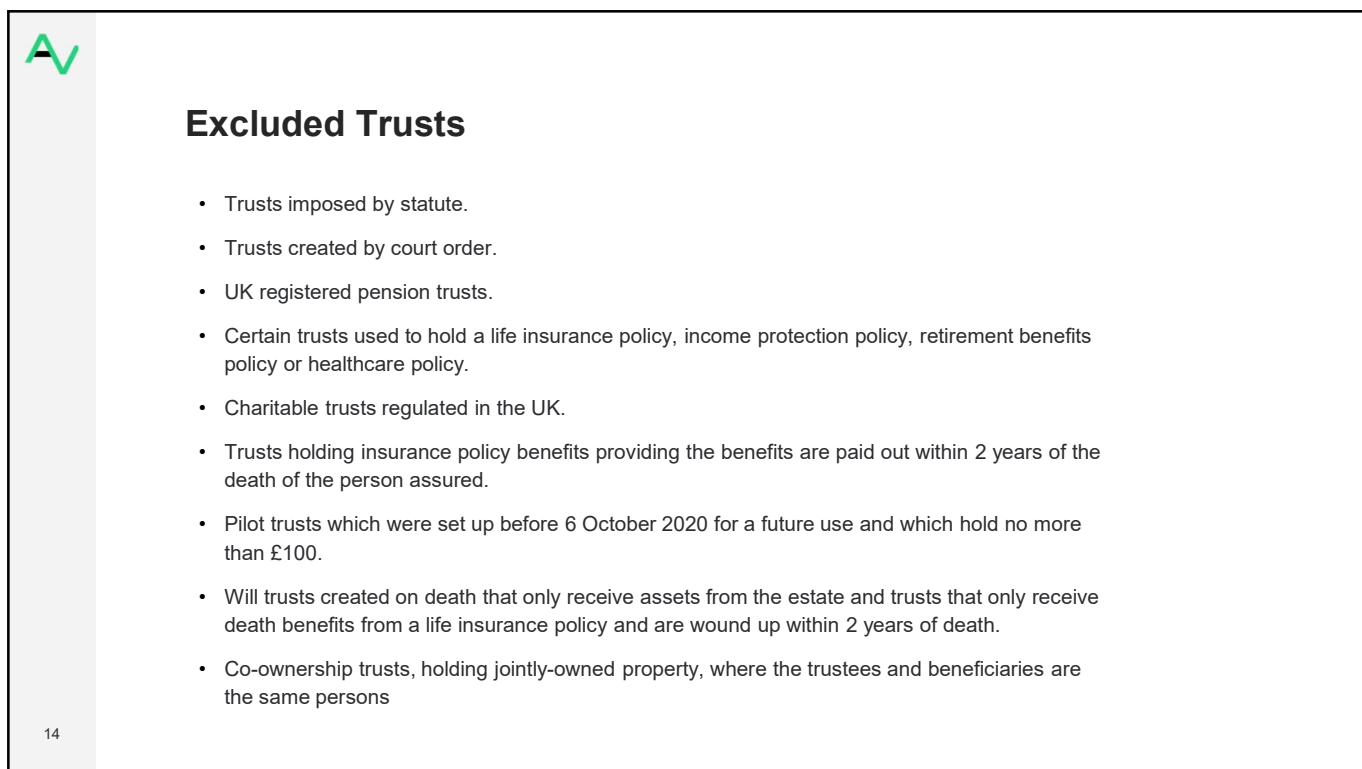 Excluded Trusts
• Trusts imposed by statute.
• Trusts created by court order.
• UK registered pension trusts.
• Certain trusts used to hold a life insurance policy, income protection policy, retirement benefits
policy or healthcare policy.
• Charitable trusts regulated in the UK.
• Trusts holding insurance policy benefits providing the benefits are paid out within 2 years of the
death of the person assured.
• Pilot trusts which were set up before 6 October 2020 for a future use and which hold no more
than £100.
• Will trusts created on death that only receive assets from the estate and trusts that only receive
death benefits from a life insurance policy and are wound up within 2 years of death.
• Co-ownership trusts, holding jointly-owned property, where the trustees and beneficiaries are
the same persons
14